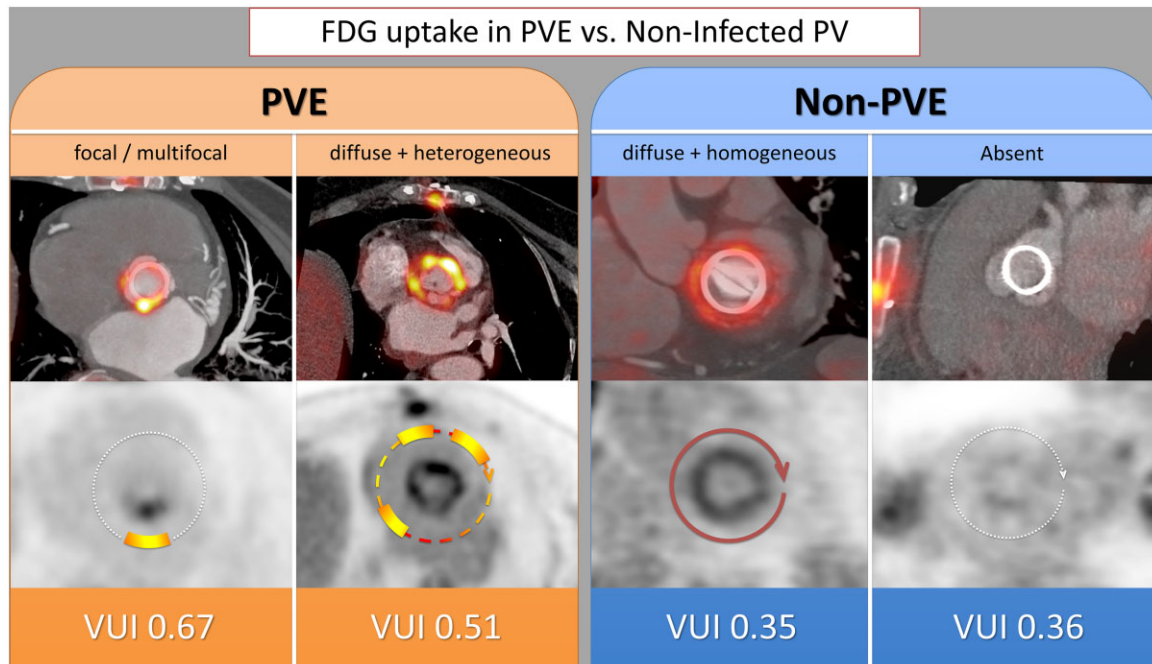 FDG uptake in PVE vs. Non-Infected PV
PVE
Non-PVE
focal / multifocal
diffuse + heterogeneous
diffuse + homogeneous
Absent
VUI 0.67
VUI 0.51
VUI 0.35
VUI 0.36